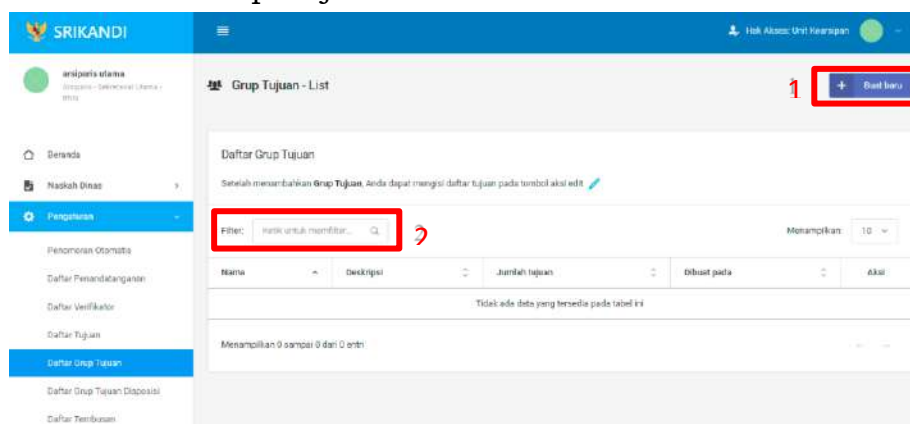 SRIKANDI
Hak Akses: Unit Kearsipan
arsiparis utama
Arsiparis - Sekretariat Utama -
Grup Tujuan - List
1
+ Buat baru
Beranda
Naskah Dinas
Pengaturan
Penomoran Otomatis
Daftar Penandatanganan
Daftar Verifikator
Daftar Tujuan
Daftar Grup Tujuan
Daftar Grup Tujuan Disposisi
Daftar Tembusan
Daftar Grup Tujuan
Setelah menambahkan Grup Tujuan, Anda dapat mengisi daftar tujuan pada tombol aksi edit
Filter: Ketik untuk memfilter...
2
Menampilkan: 10
Nama Deskripsi Jumlah tujuan Dibuat pada Aksi
Tidak ada data yang tersedia pada tabel ini
Menampilkan 0 sampai 0 dari 0 entri